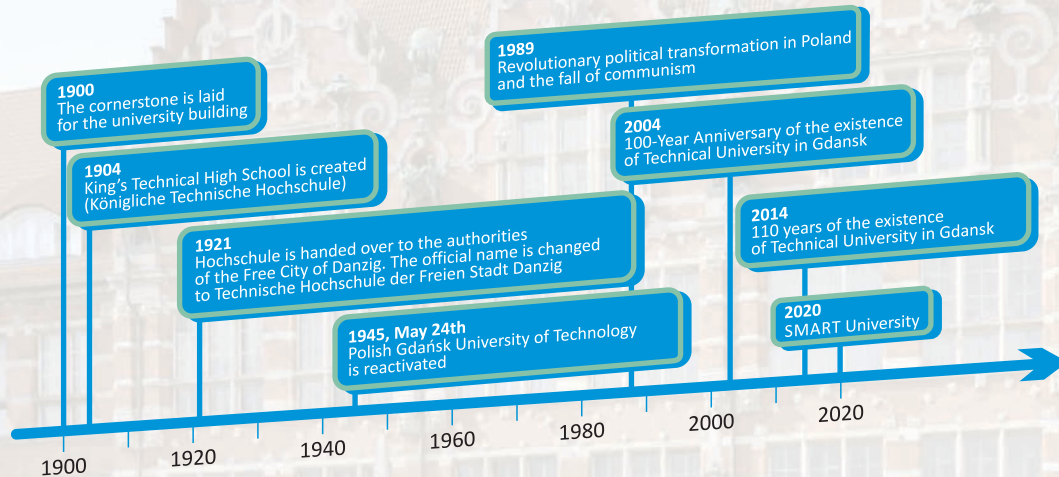 1900
The cornerstone is laid
for the university building
1904
King's Technical High School is created
(Königliche Technische Hochschule)
1921
Hochschule is handed over to the authorities
of the Free City of Danzig. The official name is changed
to Technische Hochschule der Freien Stadt Danzig
1945, May 24th
Polish Gdańsk University of Technology
is reactivated
1989
Revolutionary political transformation in Poland
and the fall of communism
2004
100-Year Anniversary of the existence
of Technical University in Gdansk
2014
110 years of the existence
of Technical University in Gdansk
2020
SMART University
1900
1920
1940
1960
1980
2000
2020